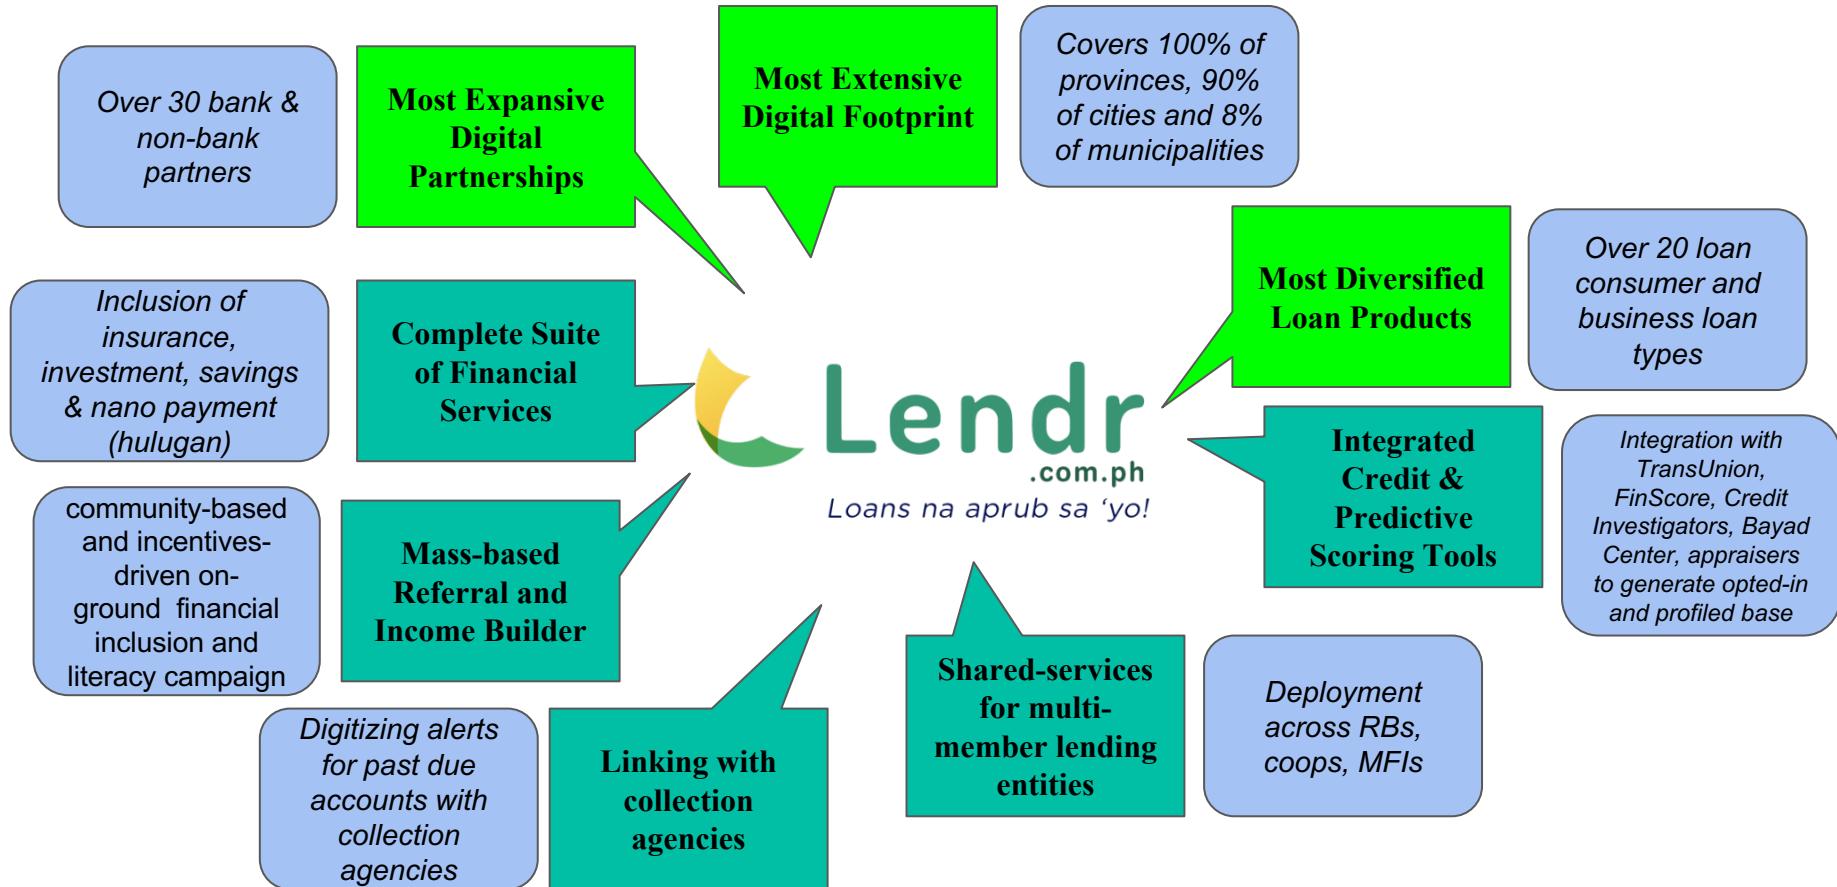 Over 30 bank &
non-bank
partners
Most Expansive
Digital
Partnerships
Most Extensive
Digital Footprint
Covers 100% of
provinces, 90%
of cities and 8%
of municipalities
Most Diversified
Loan Products
Over 20 loan
consumer and
business loan
types
Inclusion of
insurance,
investment, savings
& nano payment
(hulugan)
Complete Suite
of Financial
Services
Lendr
.com.ph
Loans na aprub sa ‘yo!
Integrated
Credit &
Predictive
Scoring Tools
Integration with
TransUnion,
FinScore, Credit
Investigators, Bayad
Center, appraisers
to generate opted-in
and profiled base
community-based
and incentives-
driven on-
ground financial
inclusion and
literacy campaign
Mass-based
Referral and
Income Builder
Digitizing alerts
for past due
accounts with
collection
agencies
Linking with
collection
agencies
Shared-services
for multi-
member lending
entities
Deployment
across RBs,
coops, MFIs